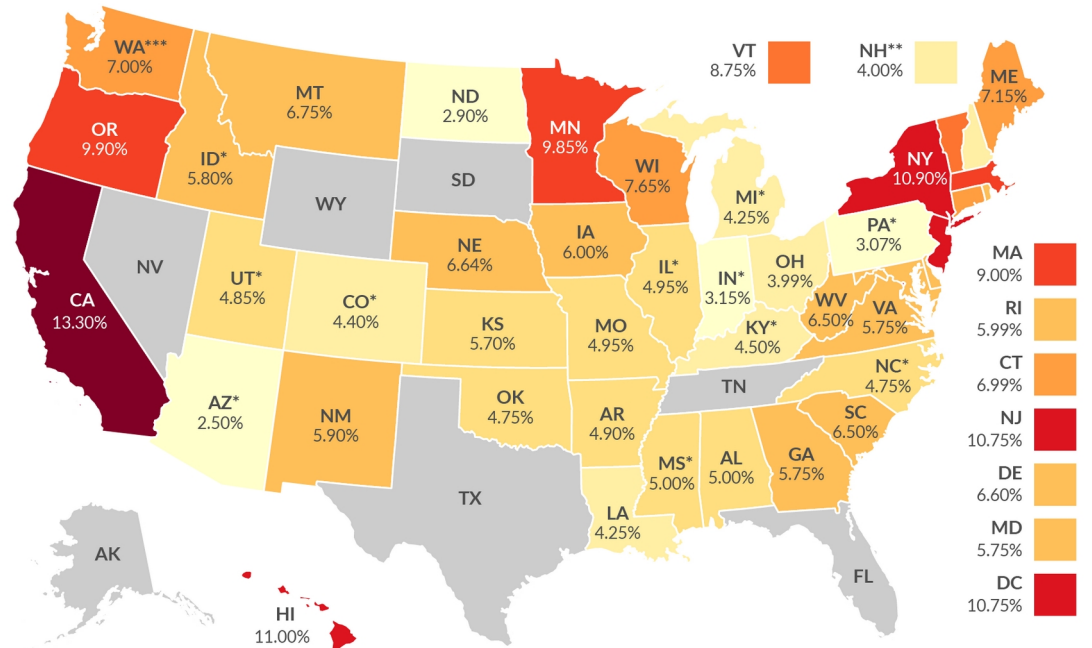 WA***
7.00%
MT
6.75%
ND
2.90%
MN
9.85%
VT
8.75%
NH**
4.00%
ME
7.15%
OR
9.90%
ID*
5.80%
SD
WI
7.65%
MI*
4.25%
NY
10.90%
WY
NV
CA
13.30%
UT*
4.85%
CO*
4.40%
NE
6.64%
IA
6.00%
IL*
4.95%
IN*
3.15%
OH
3.99%
PA*
3.07%
WV
6.50%
VA
5.75%
KS
5.70%
MO
4.95%
KY*
4.50%
NC*
4.75%
TN
AZ*
2.50%
NM
5.90%
OK
4.75%
AR
4.90%
SC
6.50%
MS*
5.00%
AL
5.00%
GA
5.75%
TX
LA
4.25%
FL
AK
HI
11.00%
MA
9.00%
RI
5.99%
CT
6.99%
NJ
10.75%
DE
6.60%
MD
5.75%
DC
10.75%